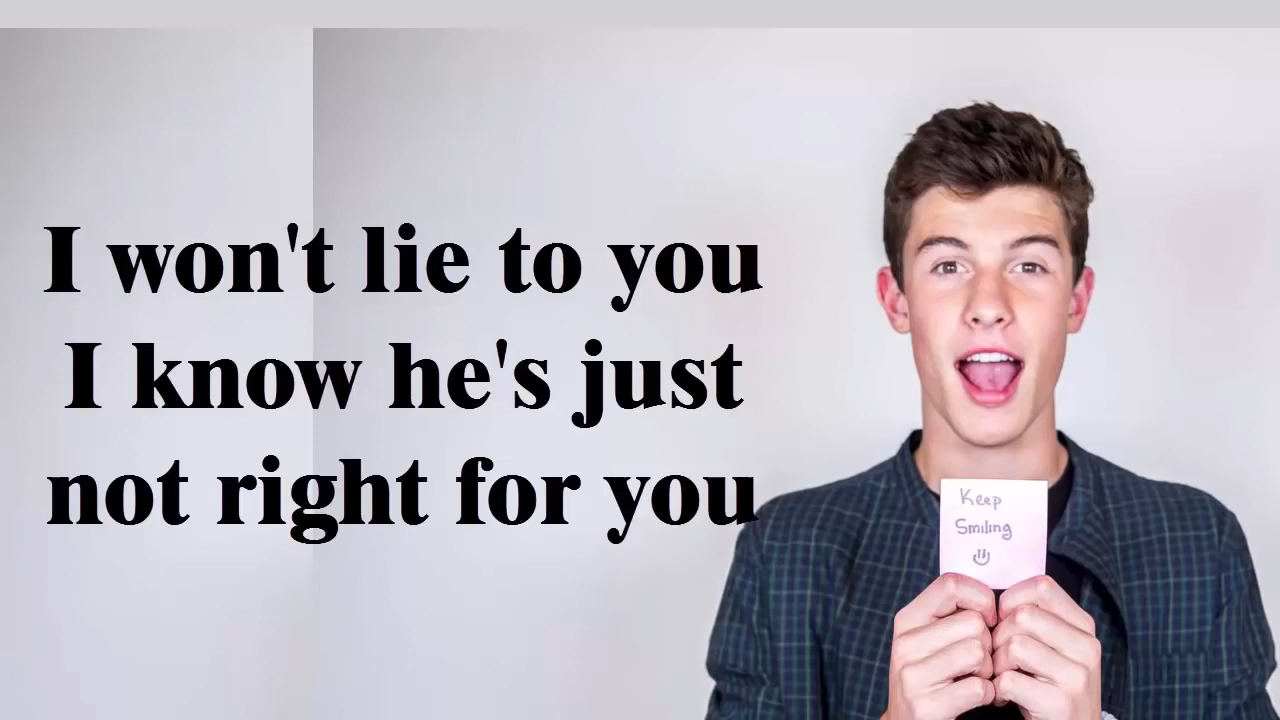 I won't lie to you
I know he's just
not right for you
Keep
Smiling